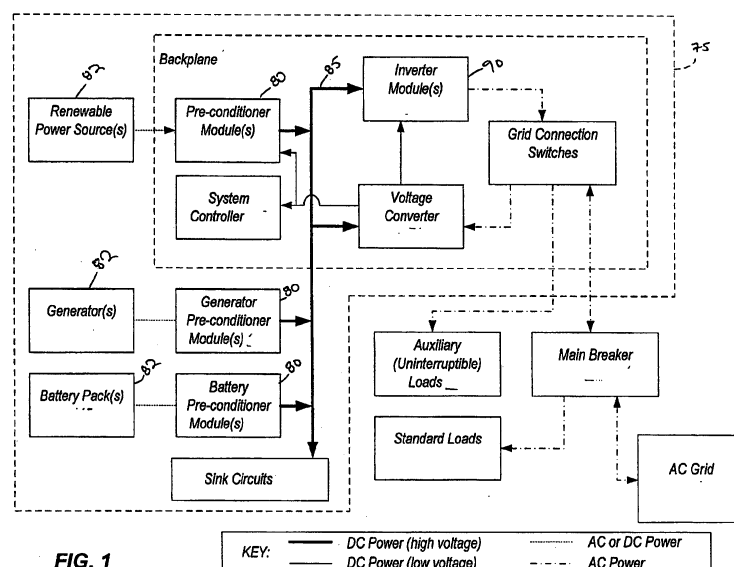 82
Renewable
Power Source(s)
Backplane
80
Pre-conditioner
Module(s)
85
Inverter
Module(s)
90
75
Grid Connection
Switches
System
Controller
Voltage
Converter
82
Generator(s)
80
Generator
Pre-conditioner
Module(s)
82
Battery Pack(s)
80
Battery
Pre-conditioner
Module(s)
Auxiliary
(Uninterruptible)
Loads
Main Breaker
Standard Loads
Sink Circuits
AC Grid
FIG. 1
KEY:
DC Power (high voltage)
AC or DC Power
DC Power (low voltage)
AC Power